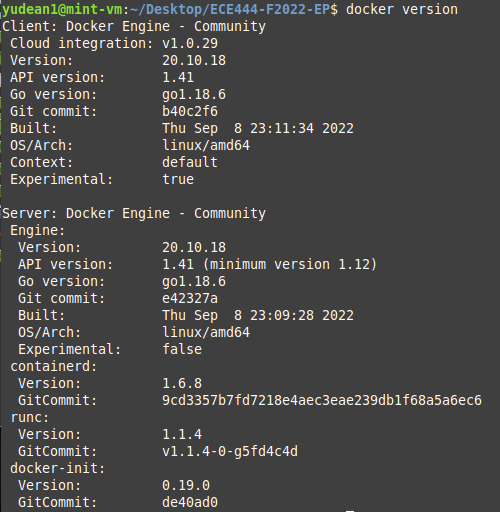 yudean1@mint-vm:~/Desktop/ECE444-F2022-EP$ docker version
Client: Docker Engine - Community
 Cloud integration: v1.0.29
 Version:           20.10.18
 API version:       1.41
 Go version:        go1.18.6
 Git commit:        b40c2f6
 Built:             Thu Sep  8 23:11:34 2022
 OS/Arch:           linux/amd64
 Context:           default
 Experimental:      true

Server: Docker Engine - Community
 Engine:
  Version:          20.10.18
  API version:      1.41 (minimum version 1.12)
  Go version:       go1.18.6
  Git commit:       e42327a
  Built:            Thu Sep  8 23:09:28 2022
  OS/Arch:          linux/amd64
  Experimental:     false
 containerd:
  Version:          1.6.8
  GitCommit:        9cd3357b7fd7218e4aec3eae239db1f68a5a6ec6
 runc:
  Version:          1.1.4
  GitCommit:        v1.1.4-0-g5fd4c4d
 docker-init:
  Version:          0.19.0
  GitCommit:        de40ad0